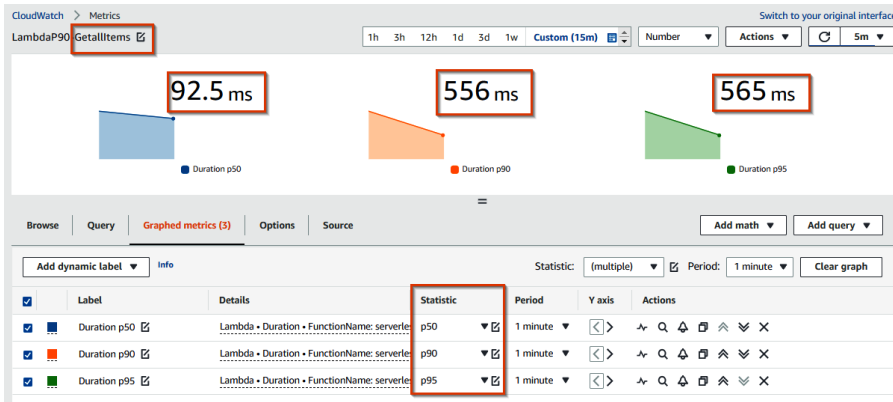 CloudWatch > Metrics
Switch to your original interface
LambdaP90 GetallItems
1h 3h 12h 1d 3d 1w Custom (15m) Number Actions 5m
92.5 ms
556 ms
565 ms
Duration p50
Duration p90
Duration p95
Browse Query Graphed metrics (3) Options Source Add math Add query
Add dynamic label Info Statistic: (multiple) Period: 1 minute Clear graph
Label Details Statistic Period Y axis Actions
Duration p50 Lambda • Duration • FunctionName: serverles p50 1 minute < >
Duration p90 Lambda • Duration • FunctionName: serverles p90 1 minute < >
Duration p95 Lambda • Duration • FunctionName: serverles p95 1 minute < >